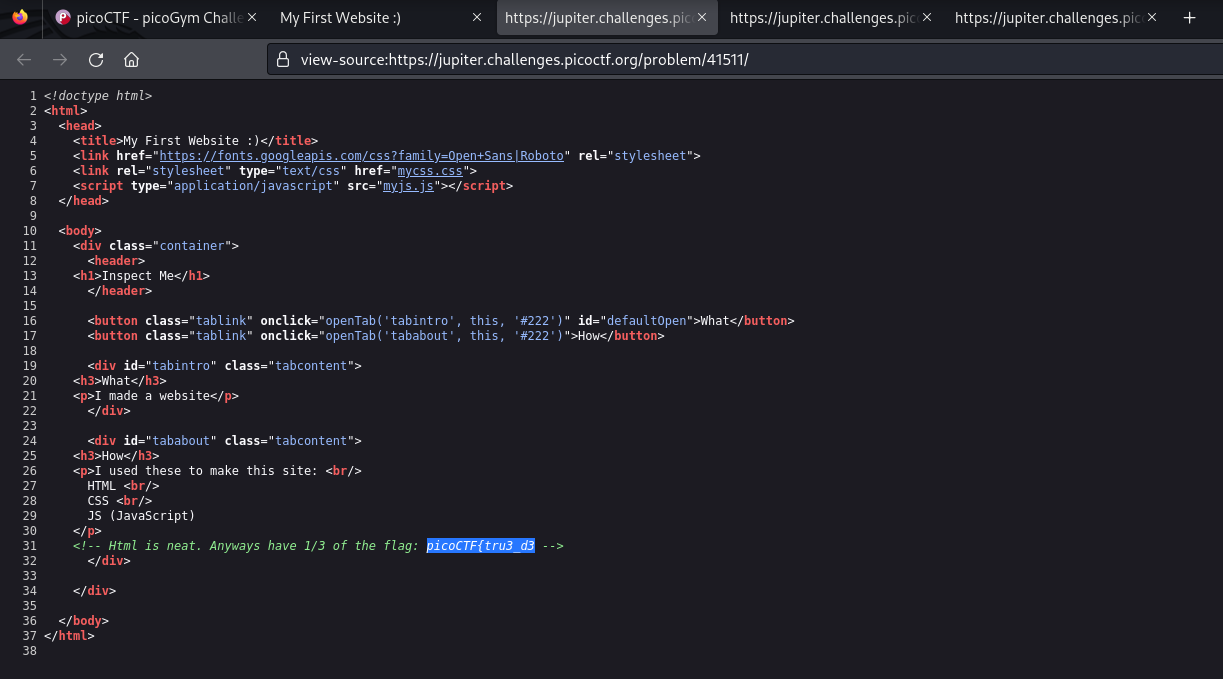 picoCTF - picoGym Challe
My First Website :)
https://jupiter.challenges.pic
https://jupiter.challenges.pic
https://jupiter.challenges.pic
view-source:https://jupiter.challenges.picoctf.org/problem/41511/
1 <!doctype html>
2 <html>
3 <head>
4 <title>My First Website :)</title>
5 <link href="https://fonts.googleapis.com/css?family=Open+Sans|Roboto" rel="stylesheet">
6 <link rel="stylesheet" type="text/css" href="mycss.css">
7 <script type="application/javascript" src="myjs.js"></script>
8 </head>
9
10 <body>
11 <div class="container">
12 <header>
13 <h1>Inspect Me</h1>
14 </header>
15
16 <button class="tablink" onclick="openTab('tabintro', this, '#222')" id="defaultOpen">What</button>
17 <button class="tablink" onclick="openTab('tababout', this, '#222')">How</button>
18
19 <div id="tabintro" class="tabcontent">
20 <h3>What</h3>
21 <p>I made a website</p>
22 </div>
23
24 <div id="tababout" class="tabcontent">
25 <h3>How</h3>
26 <p>I used these to make this site: <br/>
27 HTML <br/>
28 CSS <br/>
29 JS (JavaScript)
30 </p>
31 <!-- Html is neat. Anyways have 1/3 of the flag: picoCTF{tru3_d3 -->
32 </div>
33
34 </div>
35
36 </body>
37 </html>
38